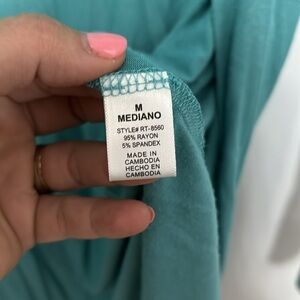 M
MEDIANO
STYLE# RT-8560
95% RAYON
5% SPANDEX
MADE IN
CAMBODIA
HECHO EN
CAMBODIA